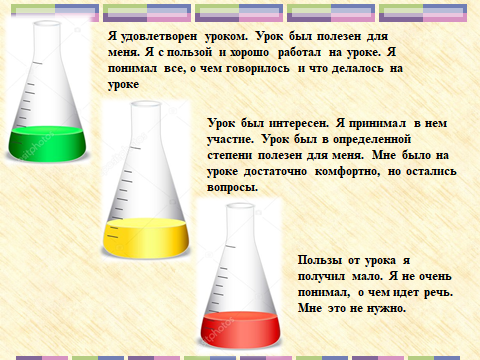 Я удовлетворен уроком. Урок был полезен для
меня. Я с пользой и хорошо работал на уроке. Я
понимал все, о чем говорилось и что делалось на
уроке
Урок был интересен. Я принимал в нем
участие. Урок был в определенной
степени полезен для меня. Мне было на
уроке достаточно комфортно, но остались
вопросы.
Пользы от урока я
получил мало. Я не очень
понимал, о чем идет речь.
Мне это не нужно.